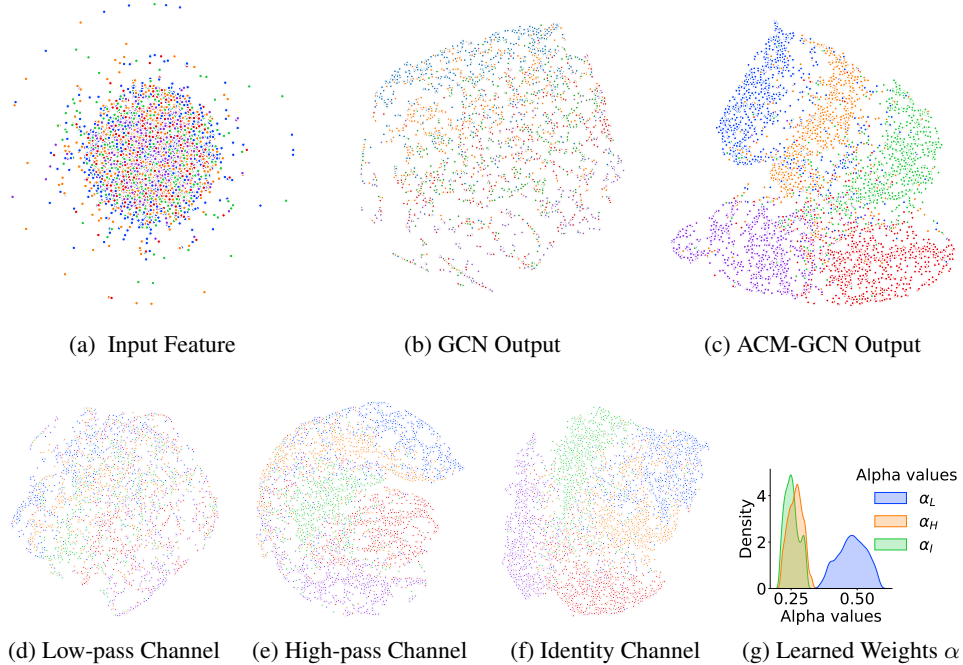 (a) Input Feature
(b) GCN Output
(c) ACM-GCN Output
Alpha values
α_L
α_H
α_I
Density
4
2
0
0.25 0.50
Alpha values
(d) Low-pass Channel
(e) High-pass Channel
(f) Identity Channel
(g) Learned Weights α